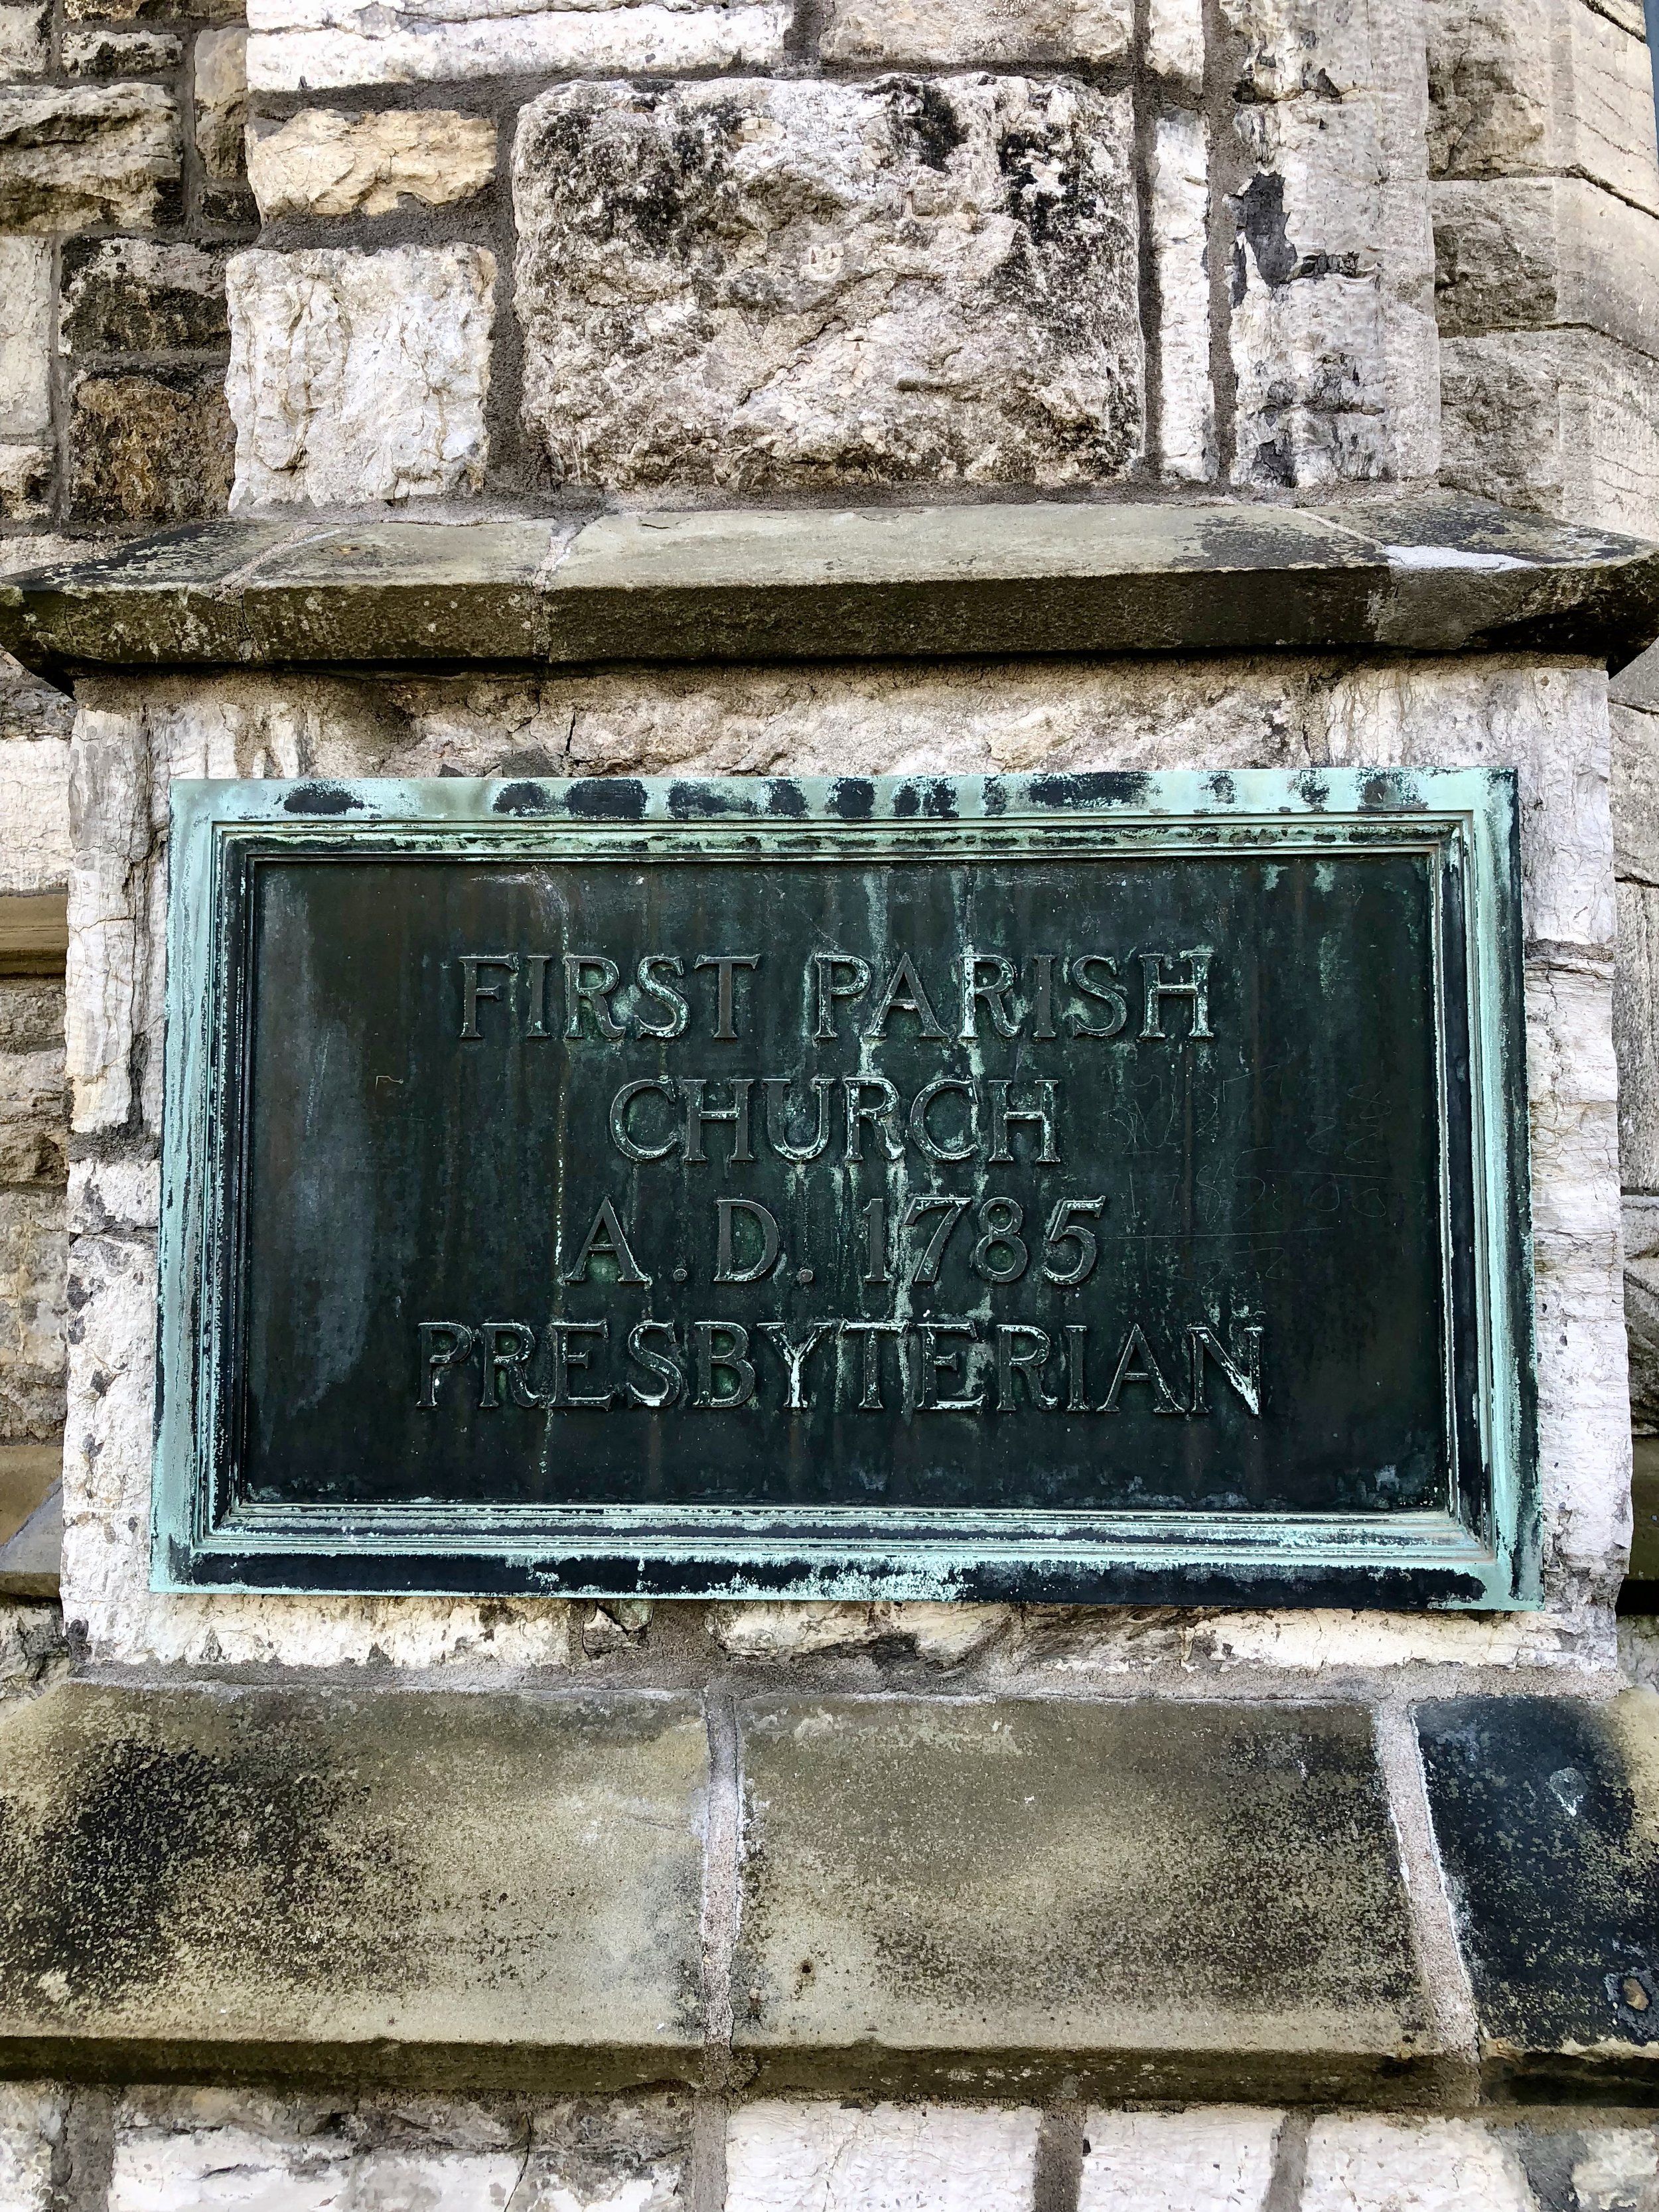 FIRST PARISH
CHURCH
A.D. 1785
PRESBYTERIAN